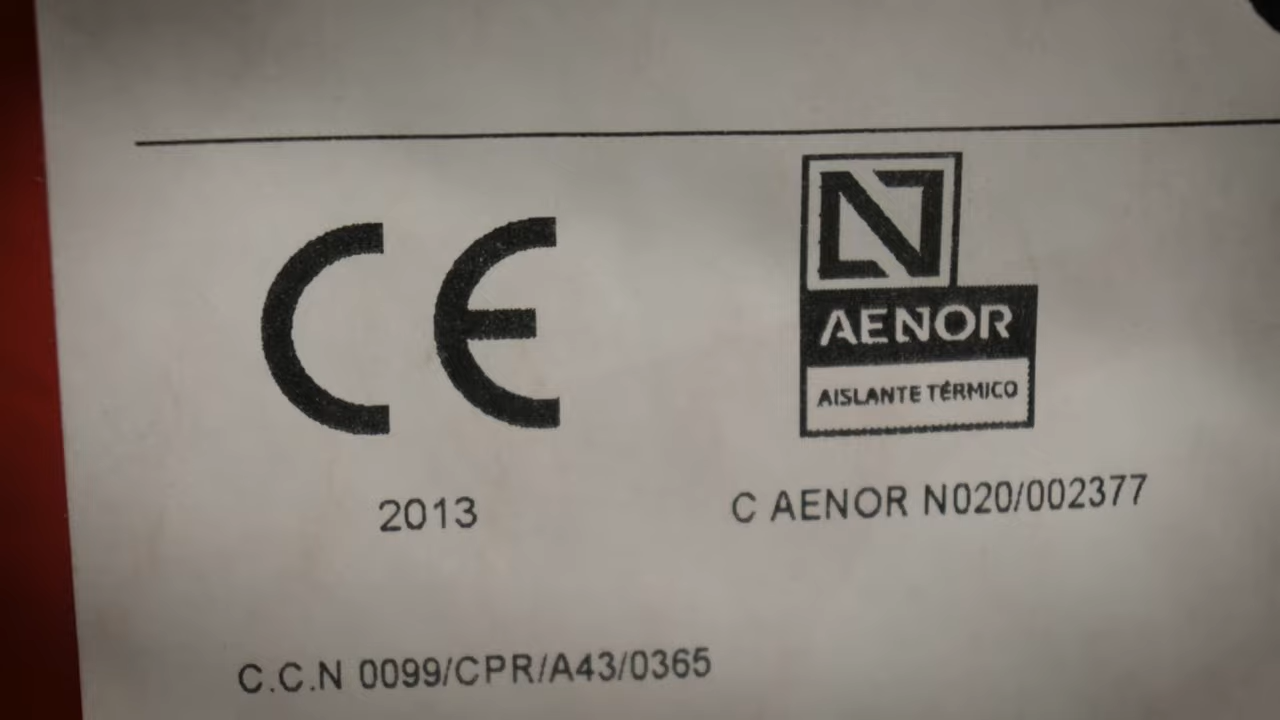 CE
N
AENOR
AISLANTE TÉRMICO
2013
C AENOR N020/002377
C.C.N 0099/CPR/A43/0365